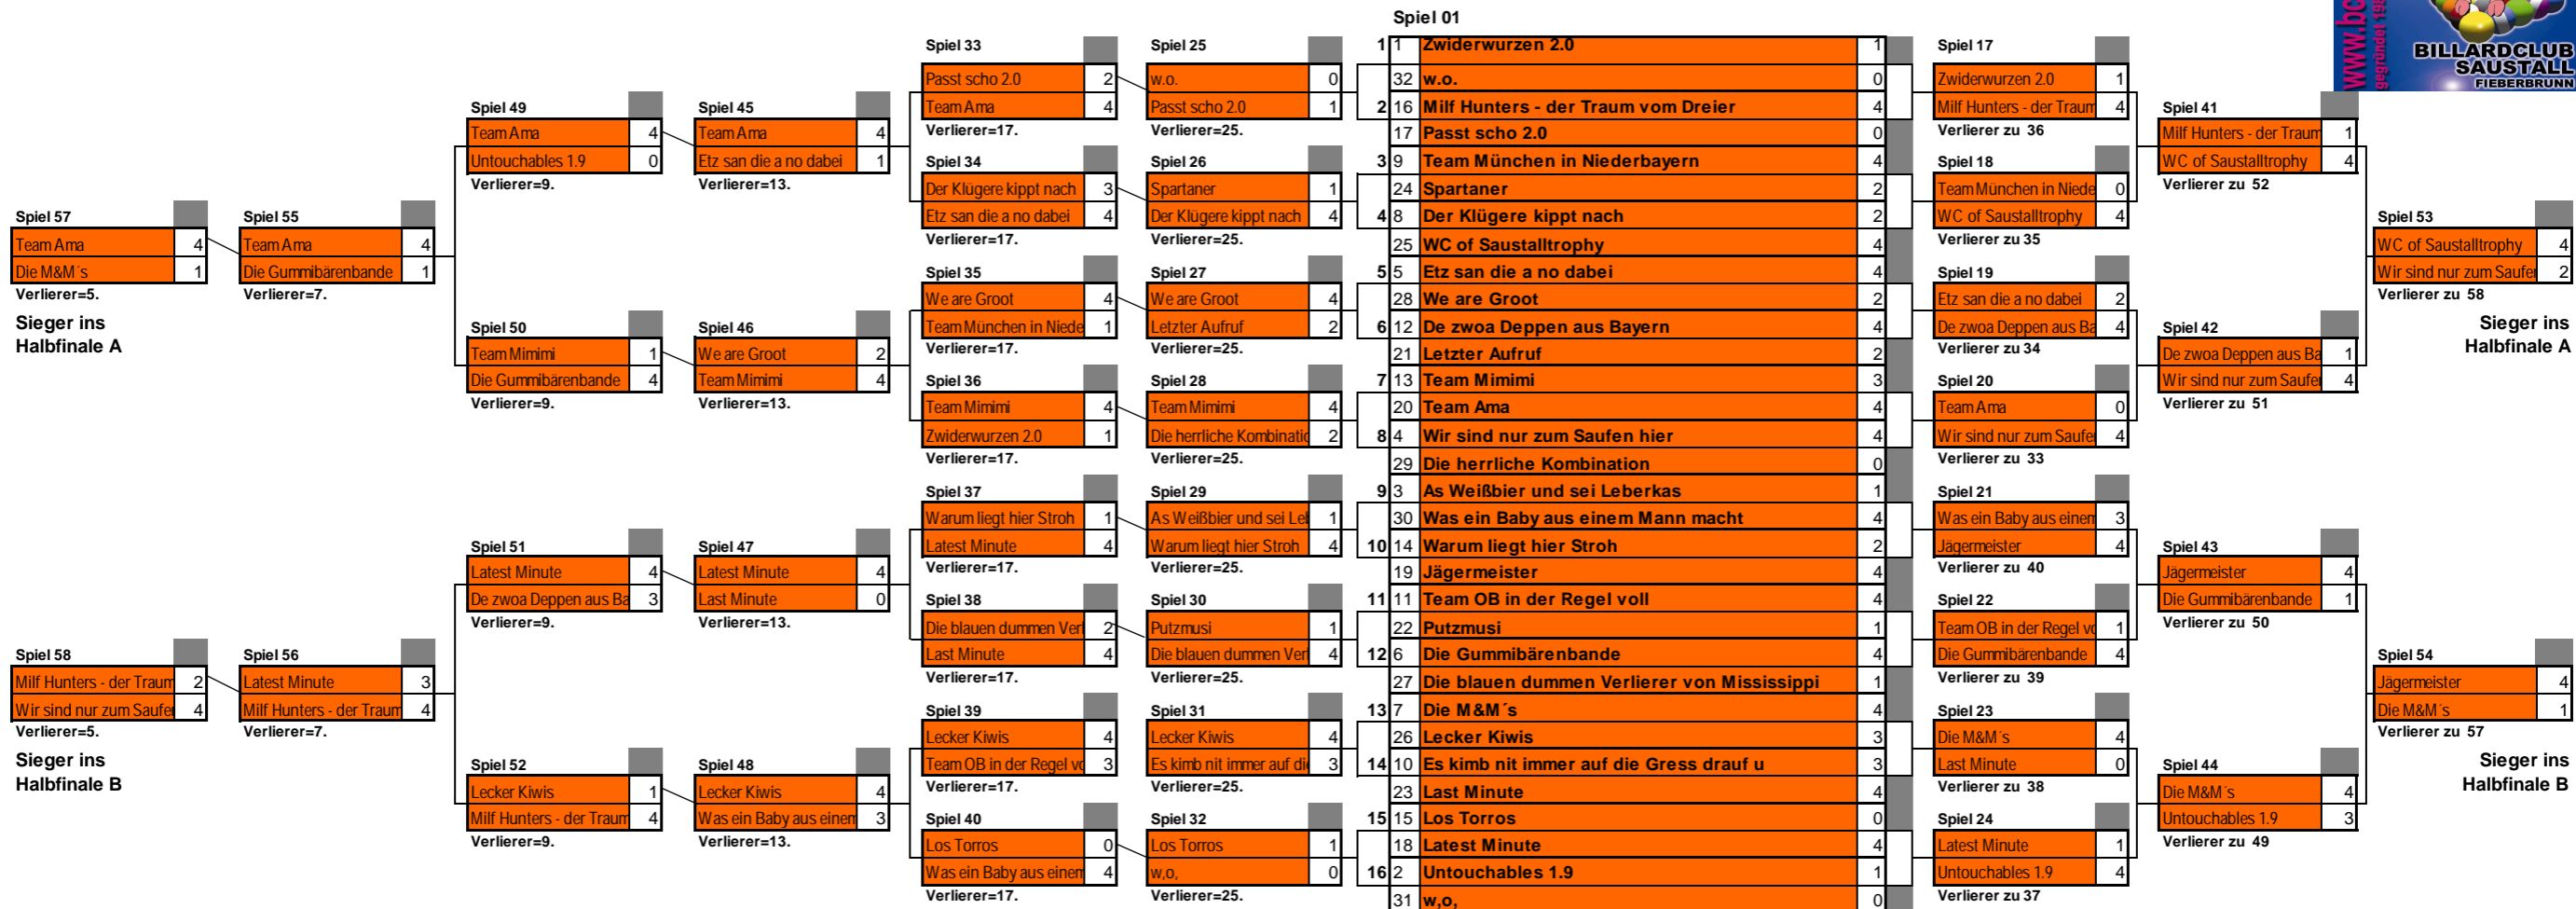 Spiel 57
Team Ama 4
Die M&M´s 1
Verlierer=5.
Sieger ins
Halbfinale A
Spiel 58
Milf Hunters - der Traum 2
Wir sind nur zum Saufe 4
Verlierer=5.
Sieger ins
Halbfinale B
Spiel 55
Team Ama 4
Die Gummibärenbande 1
Verlierer=7.
Spiel 56
Latest Minute 3
Milf Hunters - der Traum 4
Verlierer=7.
Spiel 49
Team Ama 4
Untouchables 1.9 0
Verlierer=9.
Spiel 50
Team Mimimi 1
Die Gummibärenbande 4
Verlierer=9.
Spiel 51
Latest Minute 4
De zwoa Deppen aus Ba 3
Verlierer=9.
Spiel 52
Lecker Kiwis 1
Milf Hunters - der Traum 4
Verlierer=9.
Spiel 45
Team Ama 4
Etz san die a no dabei 1
Verlierer=13.
Spiel 46
We are Groot 2
Team Mimimi 4
Verlierer=13.
Spiel 47
Latest Minute 4
Last Minute 0
Verlierer=13.
Spiel 48
Lecker Kiwis 4
Was ein Baby aus einem 3
Verlierer=13.
Spiel 33
Passt scho 2.0 2
Team Ama 4
Verlierer=17.
Spiel 34
Der Klügere kippt nach 3
Etz san die a no dabei 4
Verlierer=17.
Spiel 35
We are Groot 4
Team München in Niede 1
Verlierer=17.
Spiel 36
Team Mimimi 4
Zwiderwurzen 2.0 1
Verlierer=17.
Spiel 37
Warum liegt hier Stroh 1
Latest Minute 4
Verlierer=17.
Spiel 38
Die blauen dummen Verl 2
Last Minute 4
Verlierer=17.
Spiel 39
Lecker Kiwis 4
Team OB in der Regel vo 3
Verlierer=17.
Spiel 40
Los Torros 0
Was ein Baby aus einem 4
Verlierer=17.
Spiel 25
w.o. 0
Passt scho 2.0 1
Verlierer=25.
Spiel 26
Spartaner 1
Der Klügere kippt nach 4
Verlierer=25.
Spiel 27
We are Groot 4
Letzter Aufruf 2
Verlierer=25.
Spiel 28
Team Mimimi 4
Die herrliche Kombinatio 2
Verlierer=25.
Spiel 29
As Weißbier und sei Leb 1
Warum liegt hier Stroh 4
Verlierer=25.
Spiel 30
Putzmusi 1
Die blauen dummen Verl 4
Verlierer=25.
Spiel 31
Lecker Kiwis 4
Es kimb nit immer auf die 3
Verlierer=25.
Spiel 32
Los Torros 1
w,o, 0
Verlierer=25.
Spiel 01
1 1 Zwiderwurzen 2.0 1
32 w.o. 0
2 16 Milf Hunters - der Traum vom Dreier 4
17 Passt scho 2.0 0
3 9 Team München in Niederbayern 4
24 Spartaner 2
4 8 Der Klügere kippt nach 2
25 WC of Saustalltrophy 4
5 5 Etz san die a no dabei 4
28 We are Groot 2
6 12 De zwoa Deppen aus Bayern 4
21 Letzter Aufruf 2
7 13 Team Mimimi 3
20 Team Ama 4
8 4 Wir sind nur zum Saufen hier 4
29 Die herrliche Kombination 0
9 3 As Weißbier und sei Leberkas 1
30 Was ein Baby aus einem Mann macht 4
10 14 Warum liegt hier Stroh 2
19 Jägermeister 4
11 11 Team OB in der Regel voll 4
22 Putzmusi 1
12 6 Die Gummibärenbande 4
27 Die blauen dummen Verlierer von Mississippi 1
13 7 Die M&M´s 4
26 Lecker Kiwis 3
14 10 Es kimb nit immer auf die Gress drauf u 3
23 Last Minute 4
15 15 Los Torros 0
18 Latest Minute 4
16 2 Untouchables 1.9 1
31 w,o, 0
Spiel 17
Zwiderwurzen 2.0 1
Milf Hunters - der Traum 4
Verlierer zu 36
Spiel 18
Team München in Niede 0
WC of Saustalltrophy 4
Verlierer zu 35
Spiel 19
Etz san die a no dabei 2
De zwoa Deppen aus Ba 4
Verlierer zu 34
Spiel 20
Team Ama 0
Wir sind nur zum Saufe 4
Verlierer zu 33
Spiel 21
Was ein Baby aus einem 3
Jägermeister 4
Verlierer zu 40
Spiel 22
Team OB in der Regel vo 1
Die Gummibärenbande 4
Verlierer zu 39
Spiel 23
Die M&M´s 4
Last Minute 0
Verlierer zu 38
Spiel 24
Latest Minute 1
Untouchables 1.9 4
Verlierer zu 37
Spiel 41
Milf Hunters - der Traum 1
WC of Saustalltrophy 4
Verlierer zu 52
Spiel 42
De zwoa Deppen aus Ba 1
Wir sind nur zum Saufe 4
Verlierer zu 51
Spiel 43
Jägermeister 4
Die Gummibärenbande 1
Verlierer zu 50
Spiel 44
Die M&M´s 4
Untouchables 1.9 3
Verlierer zu 49
www.bc
gegründet 198
BILLARDCLUB
SAUSTALL
FIEBERBRUNN
Spiel 53
WC of Saustalltrophy 4
Wir sind nur zum Saufe 2
Verlierer zu 58
Sieger ins
Halbfinale A
Spiel 54
Jägermeister 4
Die M&M´s 1
Verlierer zu 57
Sieger ins
Halbfinale B